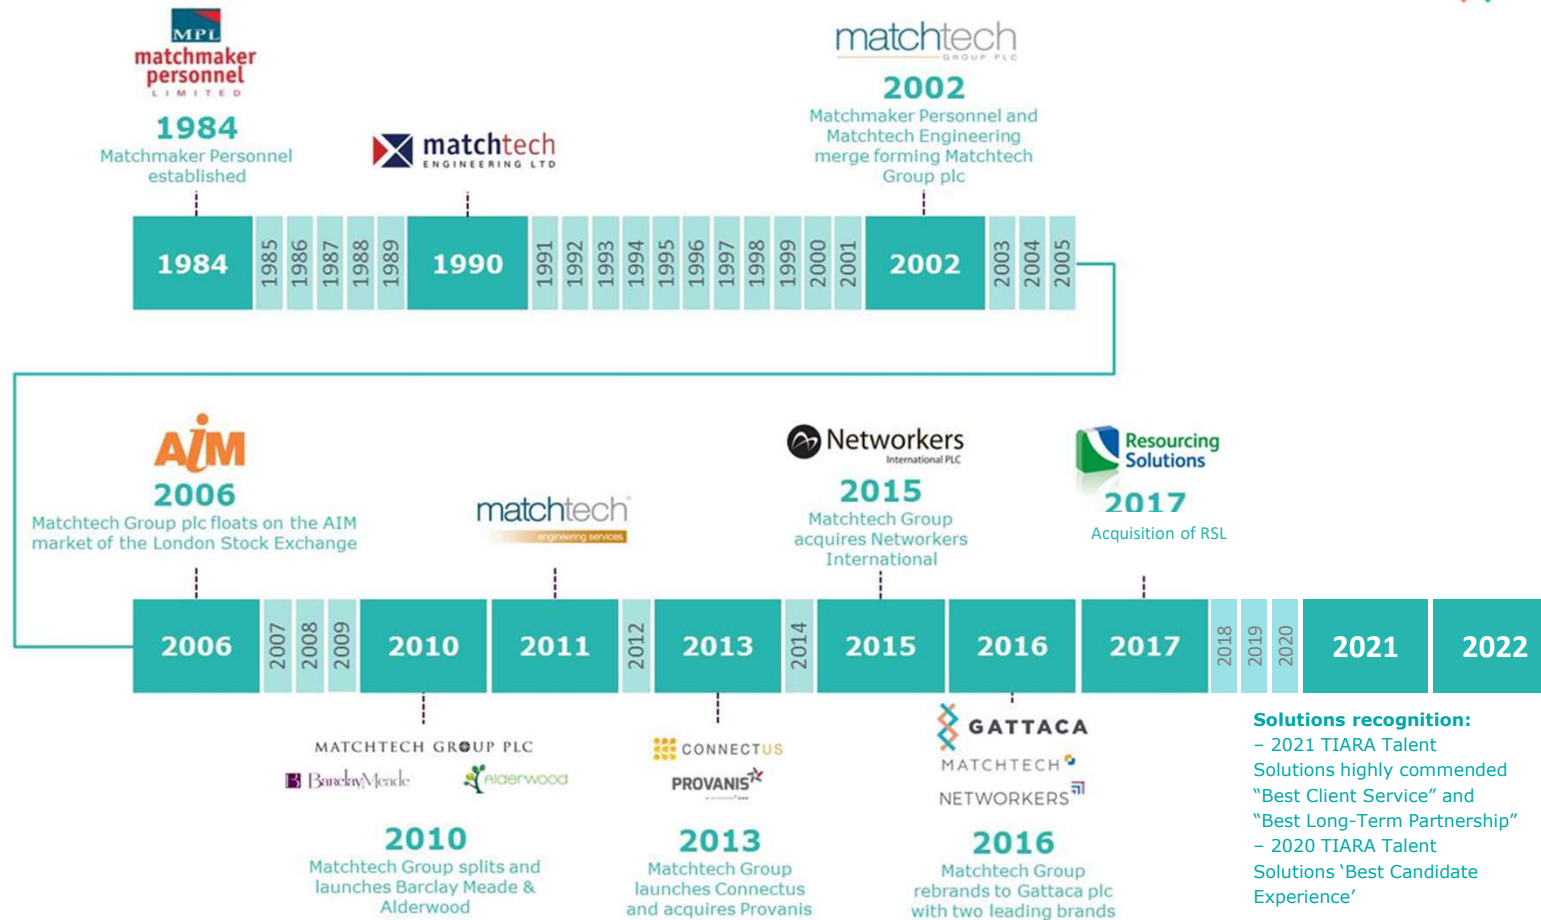 MPL
matchmaker
personnel
LIMITED
1984
Matchmaker Personnel
established
matchtech
ENGINEERING LTD
matchtech
GROUP PLC
2002
Matchmaker Personnel and
Matchtech Engineering
merge forming Matchtech
Group plc
1984
1985
1986
1987
1988
1989
1990
1991
1992
1993
1994
1995
1996
1997
1998
1999
2000
2001
2002
2003
2004
2005
AiM
2006
Matchtech Group plc floats on the AIM
market of the London Stock Exchange
matchtech
engineering services
Networkers
International PLC
2015
Matchtech Group
acquires Networkers
International
Resourcing
Solutions
2017
Acquisition of RSL
2006
2007
2008
2009
2010
2011
2012
2013
2014
2015
2016
2017
2018
2019
2020
2021
2022
MATCHTECH GROUP PLC
BarclayMeade
Alderwood
2010
Matchtech Group splits and
launches Barclay Meade &
Alderwood
CONNECTUS
PROVANIS
2013
Matchtech Group
launches Connectus
and acquires Provanis
GATTACA
MATCHTECH
NETWORKERS
2016
Matchtech Group
rebrands to Gattaca plc
with two leading brands
Solutions recognition:
– 2021 TIARA Talent
Solutions highly commended
“Best Client Service” and
“Best Long-Term Partnership”
– 2020 TIARA Talent
Solutions ‘Best Candidate
Experience’